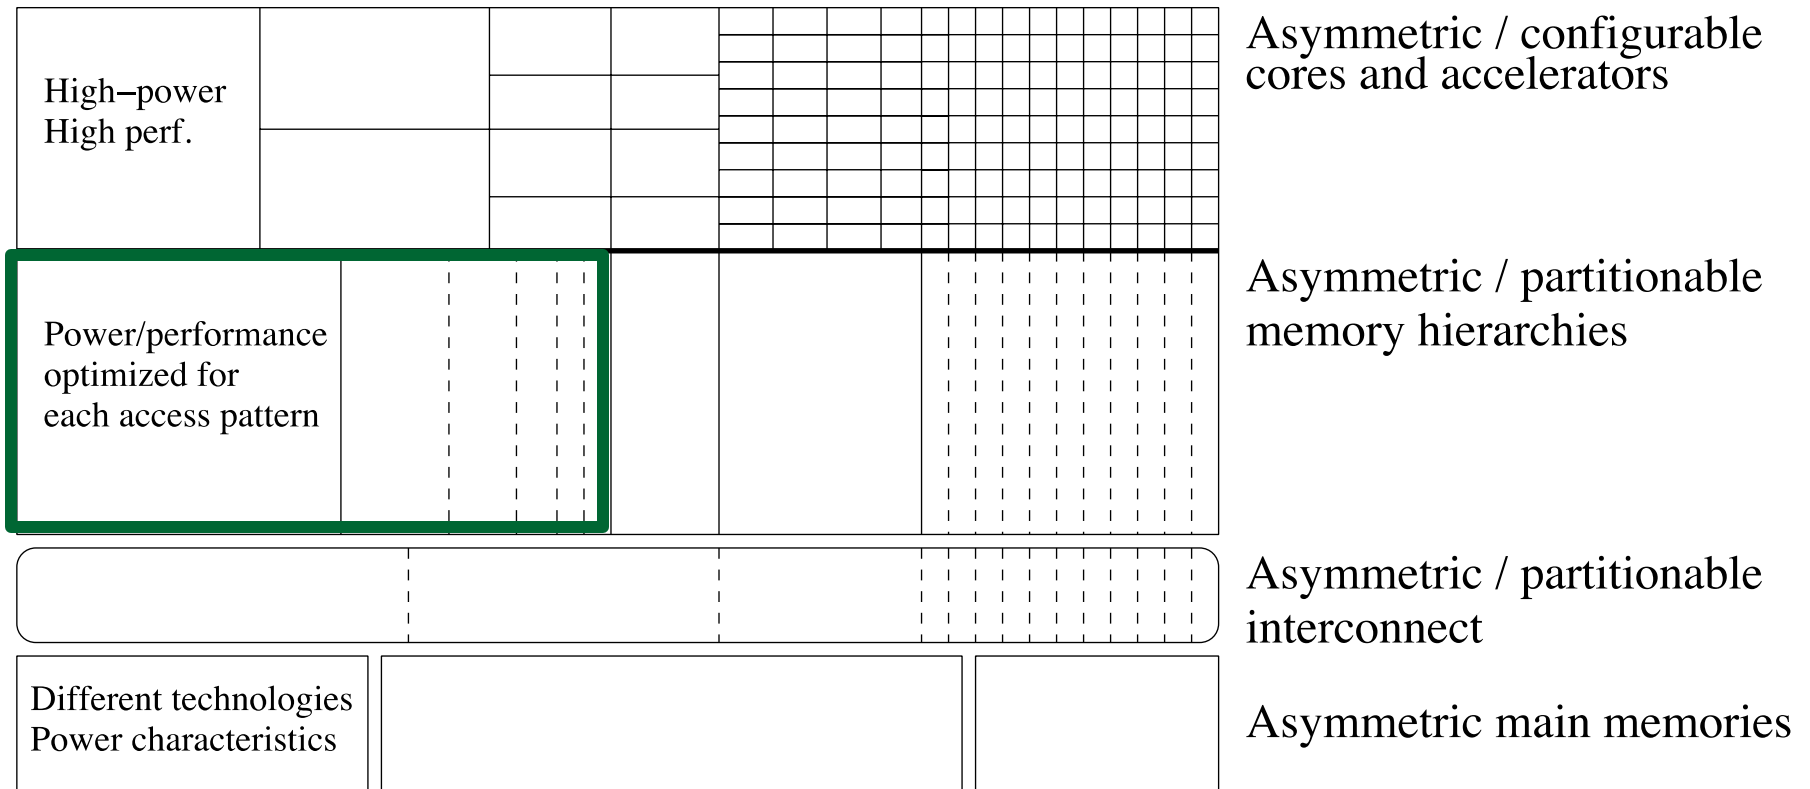 High−power
High perf.
Asymmetric / configurable
cores and accelerators
Power/performance
optimized for
each access pattern
Asymmetric / partitionable
memory hierarchies
Asymmetric / partitionable
interconnect
Different technologies
Power characteristics
Asymmetric main memories